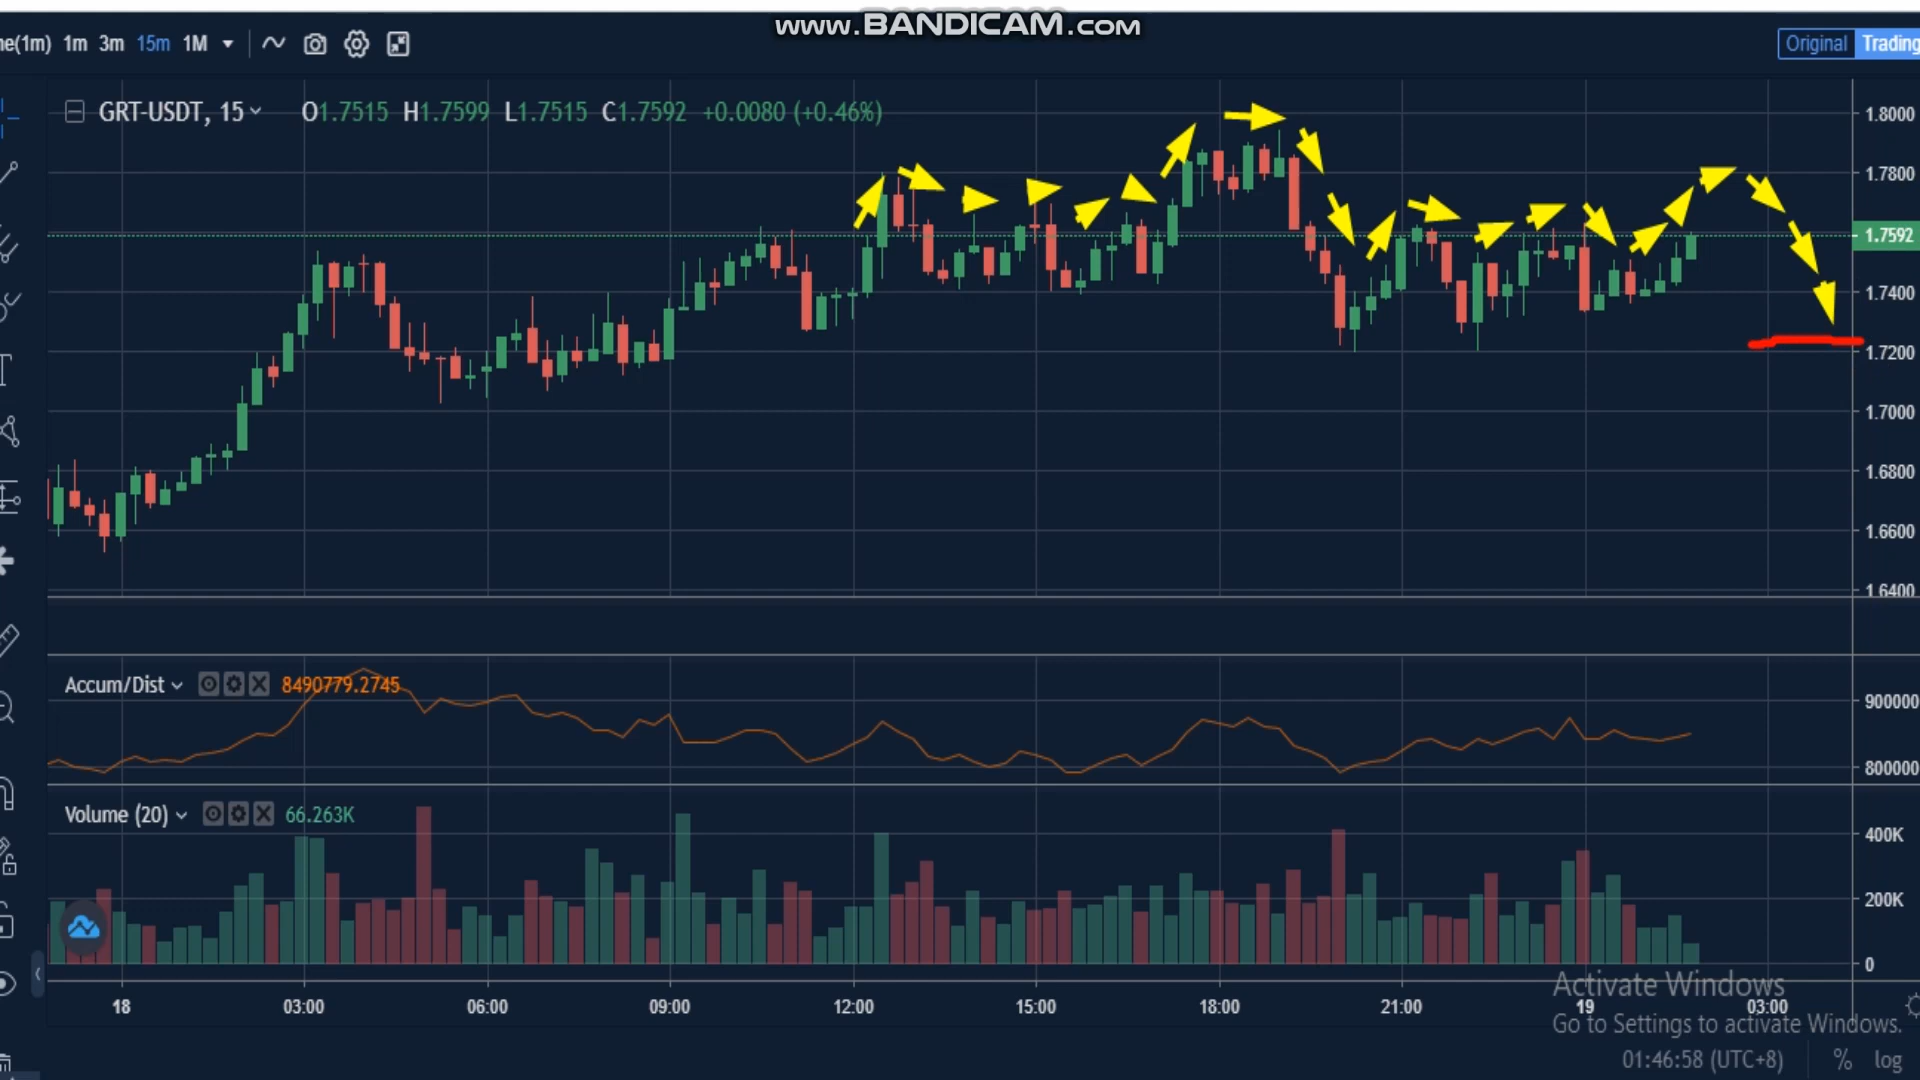 www.BANDICAM.com
ne(1m) 1m 3m 15m 1M
Original Trading
GRT-USDT, 15 O1.7515 H1.7599 L1.7515 C1.7592 +0.0080 (+0.46%)
1.8000
1.7800
1.7592
1.7400
1.7200
1.7000
1.6800
1.6600
1.6400
Accum/Dist 8490779.2745
900000
800000
Volume (20) 66.263K
400K
200K
0
18 03:00 06:00 09:00 12:00 15:00 18:00 21:00 19 03:00
Activate Windows
Go to Settings to activate Windows.
01:46:58 (UTC+8) % log